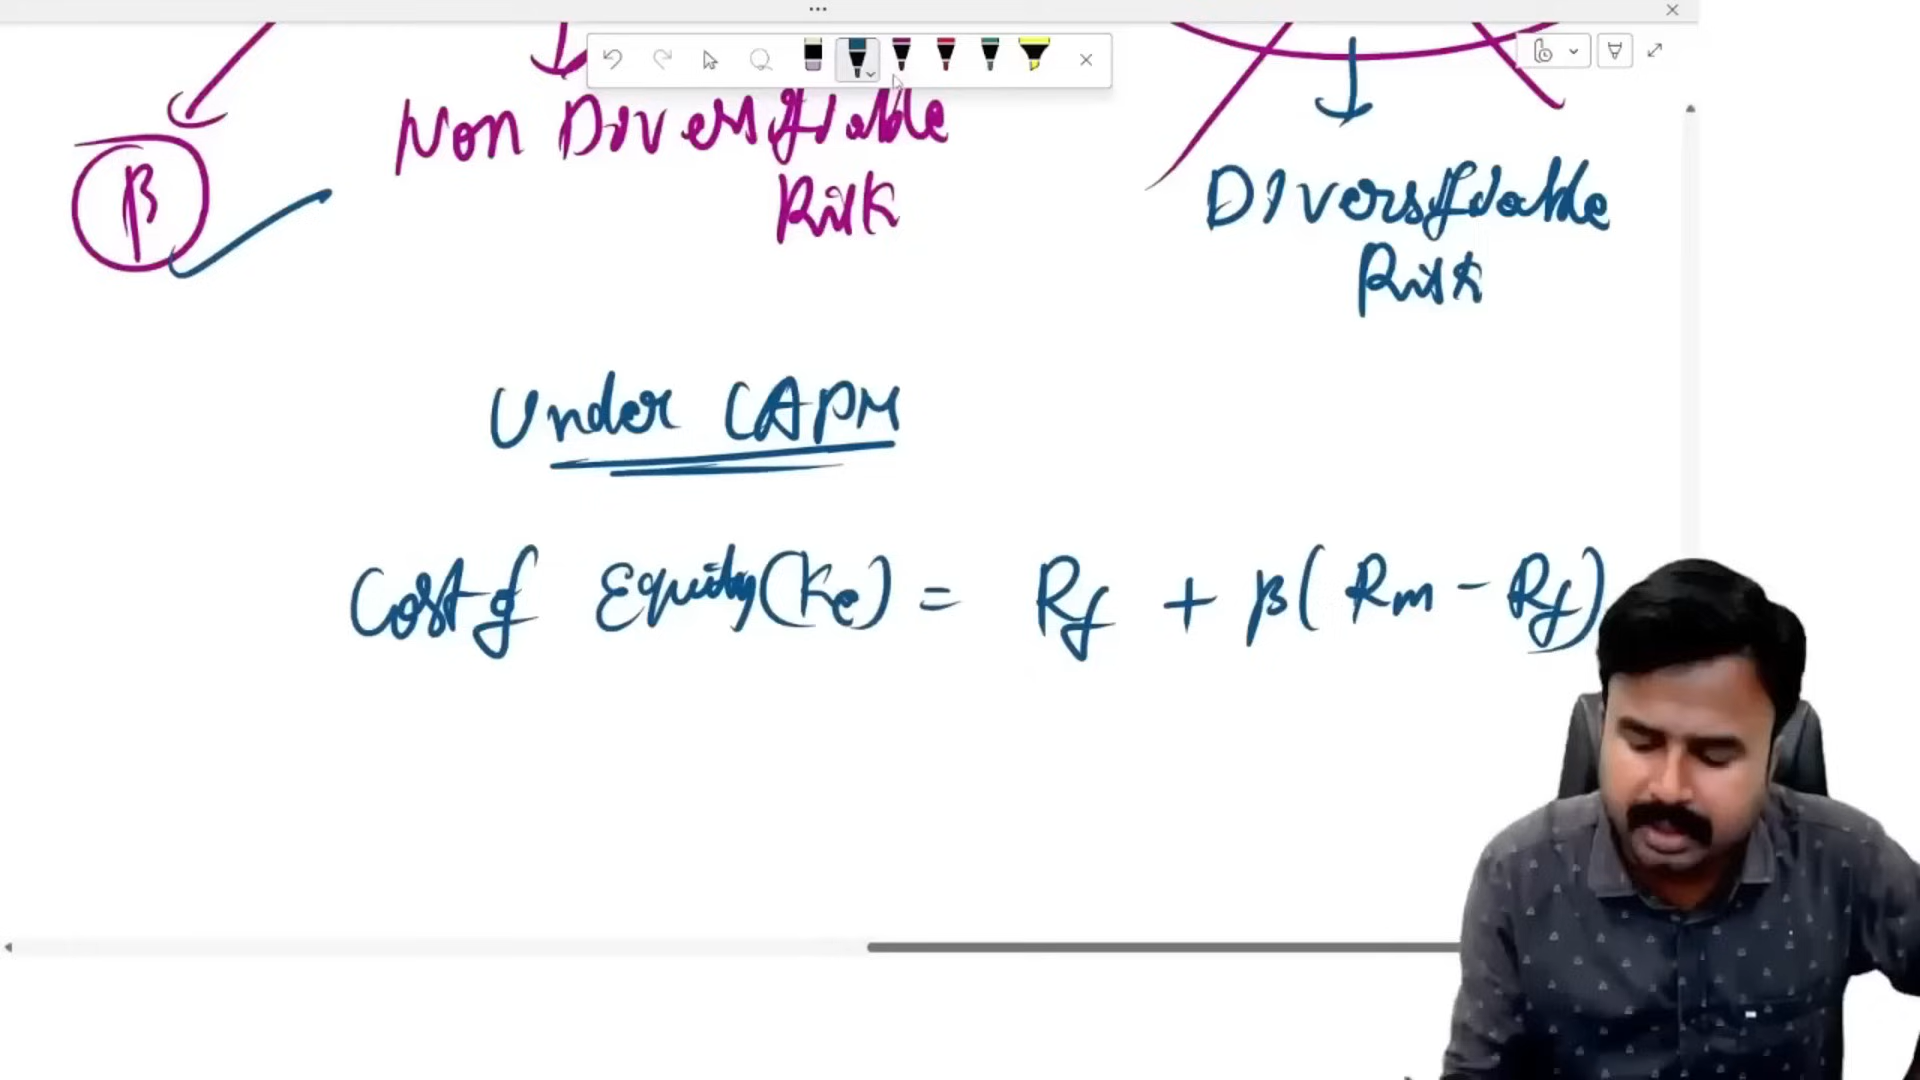 Non Diversifiable
Risk
β
Diversifiable
Risk
Under CAPM
Cost of Equity (Ke) = Rf + β( Rm - Rf)